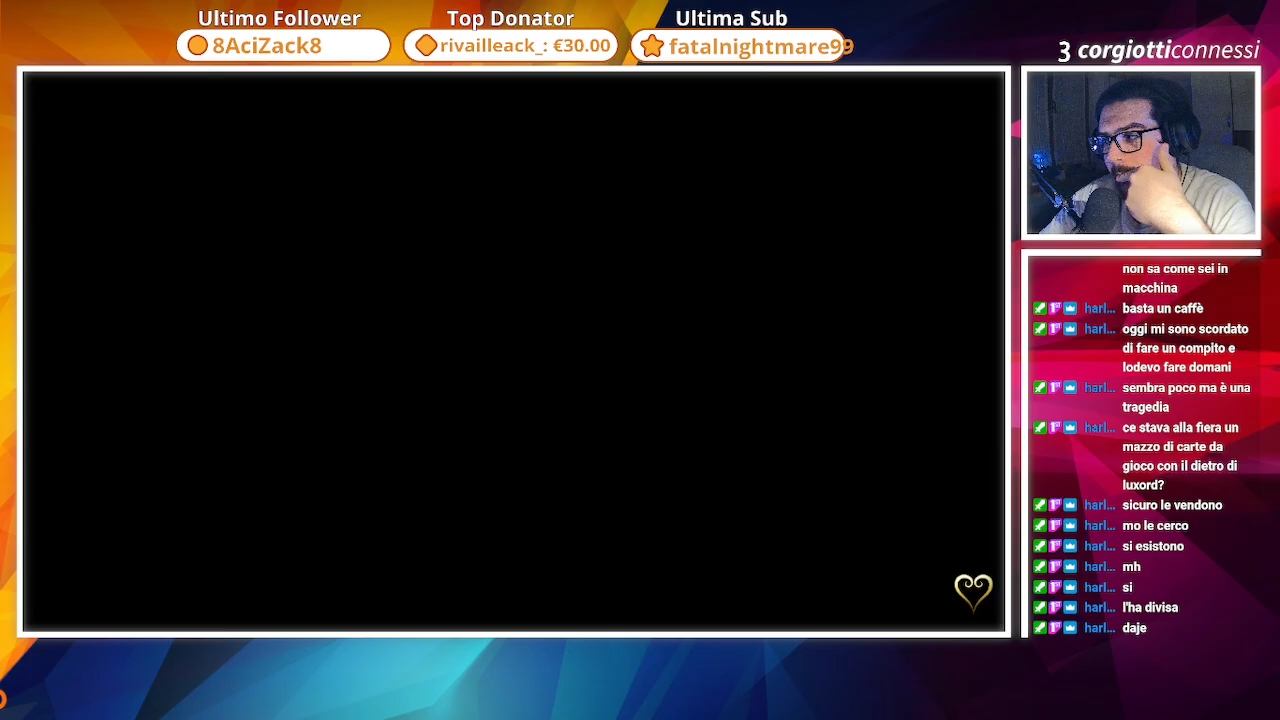 Ultimo Follower
Top Donator
Ultima Sub
8AciZack8
rivailleack_: €30.00
fatalnightmare99
3 corgiotticonnessi
non sa come sei in
macchina
harl... basta un caffè
harl... oggi mi sono scordato
di fare un compito e
lodevo fare domani
harl... sembra poco ma è una
tragedia
harl... ce stava alla fiera un
mazzo di carte da
gioco con il dietro di
luxord?
harl... sicuro le vendono
harl... mo le cerco
harl... si esistono
harl... mh
harl... si
harl... l'ha divisa
harl... daje